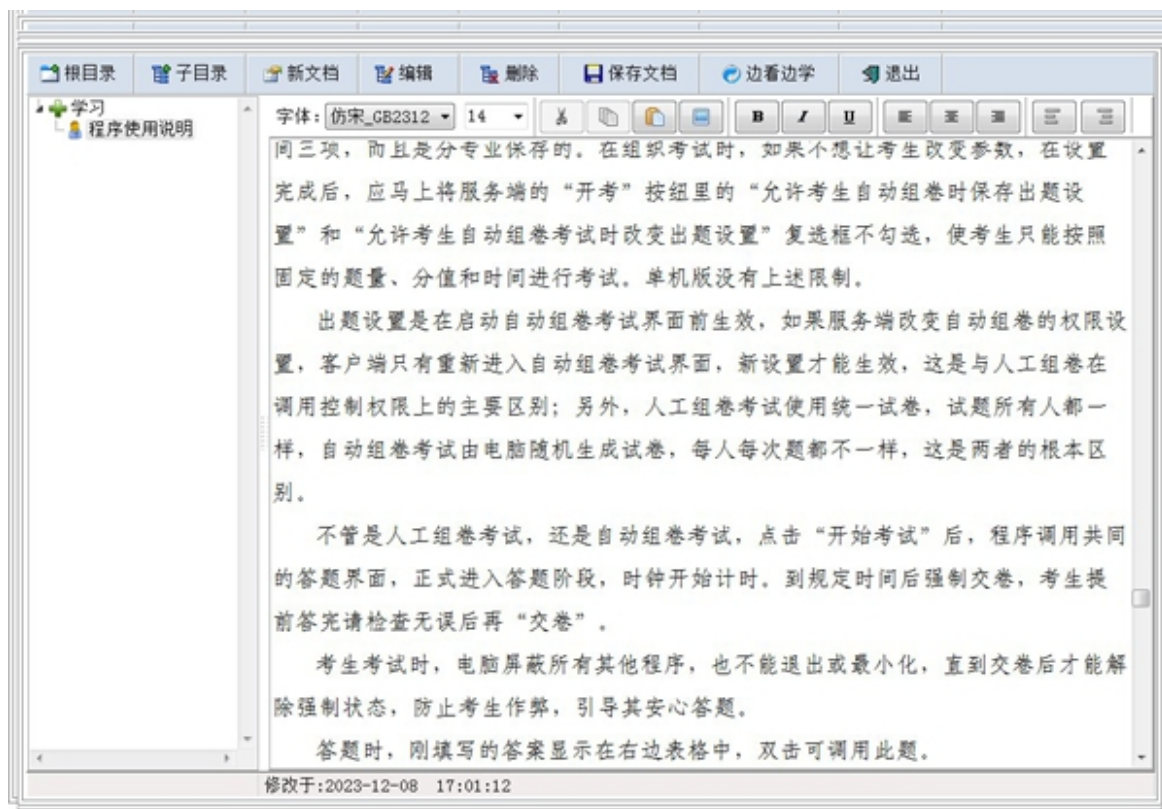 根目录 子目录 新文档 编辑 删除 保存文档 边看边学 退出
学习
程序使用说明
字体: 仿宋_GB2312 14 B I U
间三项，而且是分专业保存的。在组织考试时，如果不想让考生改变参数，在设置
完成后，应马上将服务端的“开考”按钮里的“允许考生自动组卷时保存出题设
置”和“允许考生自动组卷考试时改变出题设置”复选框不勾选，使考生只能按照
固定的题量、分值和时间进行考试。单机版没有上述限制。
出题设置是在启动自动组卷考试界面前生效，如果服务端改变自动组卷的权限设
置，客户端只有重新进入自动组卷考试界面，新设置才能生效，这是与人工组卷在
调用控制权限上的主要区别；另外，人工组卷考试使用统一试卷，试题所有人都一
样，自动组卷考试由电脑随机生成试卷，每人每次题都不一样，这是两者的根本区
别。
不管是人工组卷考试，还是自动组卷考试，点击“开始考试”后，程序调用共同
的答题界面，正式进入答题阶段，时钟开始计时。到规定时间后强制交卷，考生提
前答完请检查无误后再“交卷”。
考生考试时，电脑屏蔽所有其他程序，也不能退出或最小化，直到交卷后才能解
除强制状态，防止考生作弊，引导其安心答题。
答题时，刚填写的答案显示在右边表格中，双击可调用此题。
修改于:2023-12-08 17:01:12